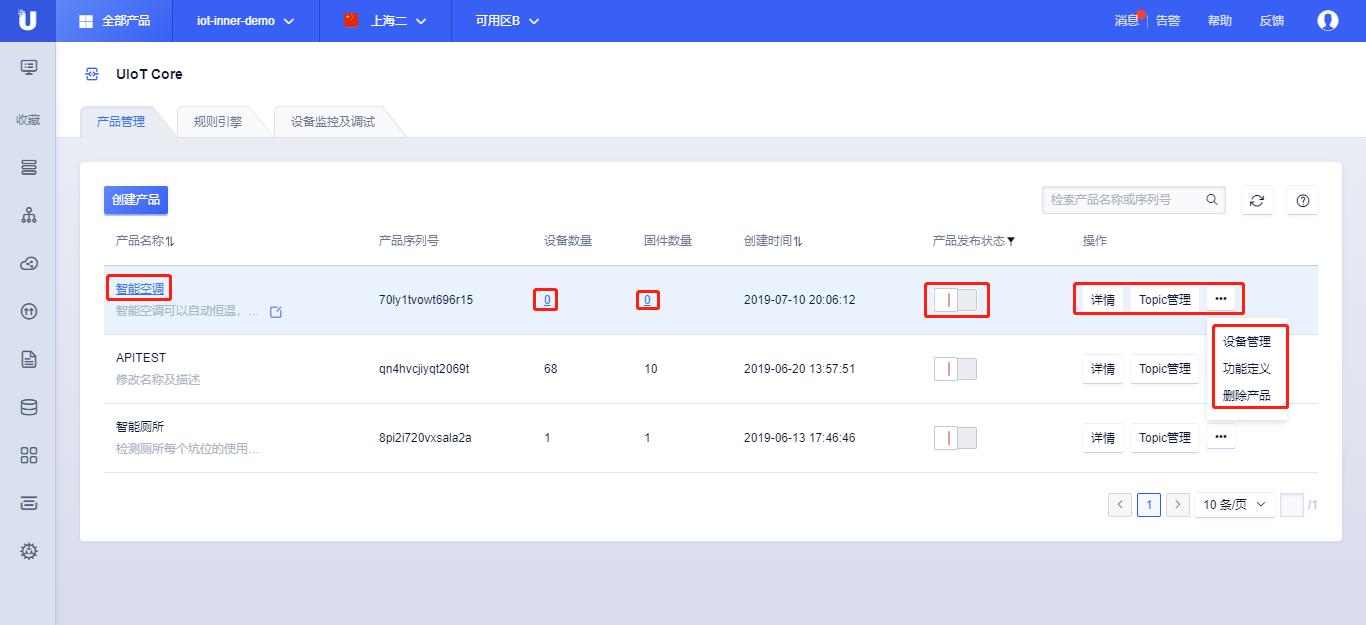 全部产品 iot-inner-demo 上海二 可用区B 消息 告警 帮助 反馈
UIoT Core
收藏
产品管理 规则引擎 设备监控及调试
创建产品 检索产品名称或序列号
产品名称 产品序列号 设备数量 固件数量 创建时间 产品发布状态 操作
智能空调 70ly1tvowt696r15 0 0 2019-07-10 20:06:12 详情 Topic管理 •••
智能空调可以自动恒温，...
设备管理
功能定义
删除产品
APITEST qn4hvcjiyqt2069t 68 10 2019-06-20 13:57:51 详情 Topic管理
修改名称及描述
智能厕所 8pi2i720vxsala2a 1 1 2019-06-13 17:46:46 详情 Topic管理 •••
检测厕所每个坑位的使用...
1 10 条/页 /1